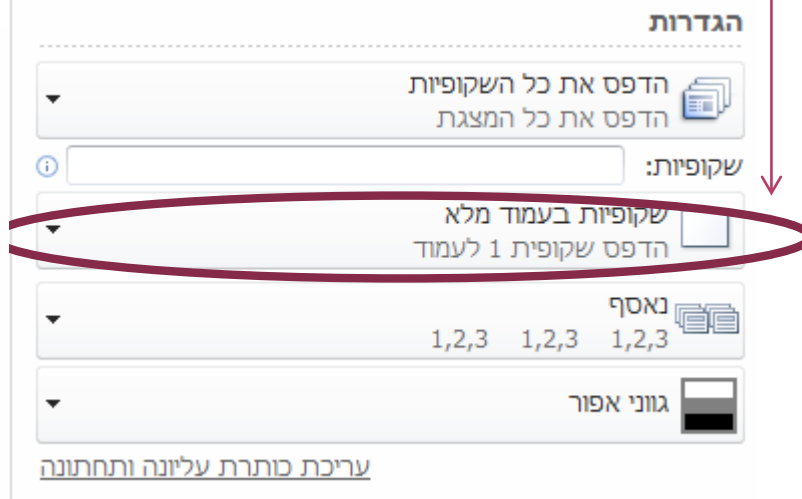 הגדרות
הדפס את כל השקופיות
הדפס את כל המצגת
שקופיות:
שקופיות בעמוד מלא
הדפס שקופית 1 לעמוד
נאסף
1,2,3 1,2,3 1,2,3
גווני אפור
עריכת כותרת עליונה ותחתונה